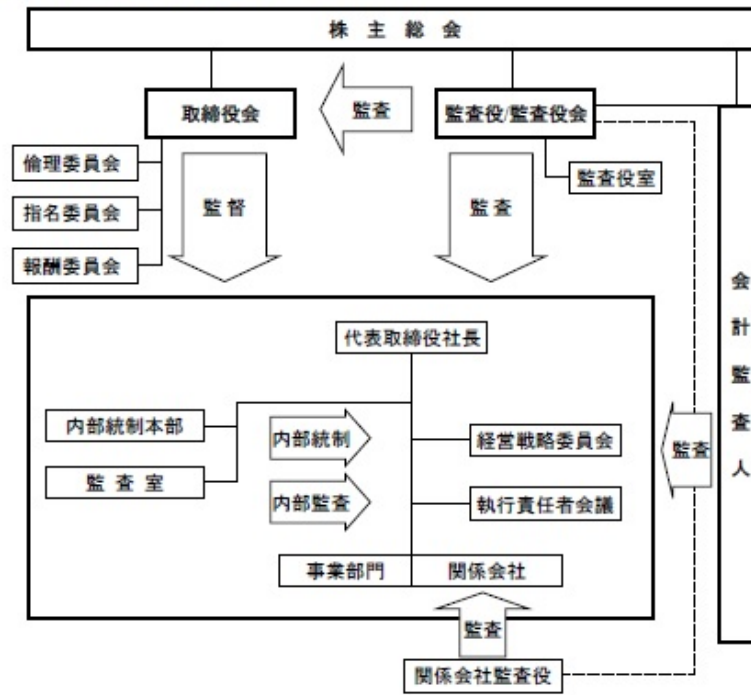 株 主 総 会
取締役会
監査
監査役/監査役会
倫理委員会
監督
監査
監査役室
指名委員会
報酬委員会
会計監査人
代表取締役社長
内部統制本部
内部統制
経営戦略委員会
監査
監 査 室
内部監査
執行責任者会議
事業部門
関係会社
監査
関係会社監査役